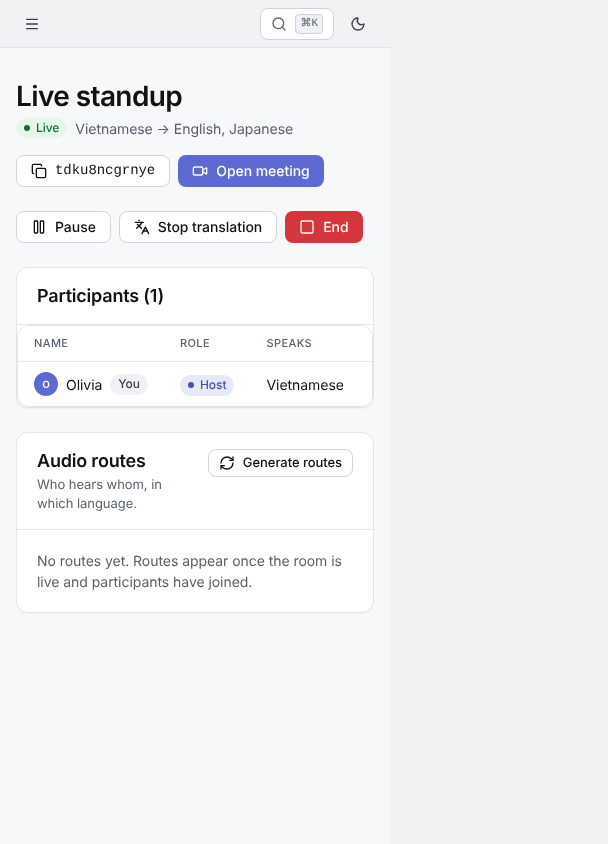 ⌘K
Live standup
Live Vietnamese → English, Japanese
tdku8ncgrnye Open meeting
Pause Stop translation End
Participants (1)
NAME ROLE SPEAKS
O Olivia You Host Vietnamese
Audio routes Generate routes
Who hears whom, in
which language.
No routes yet. Routes appear once the room is
live and participants have joined.